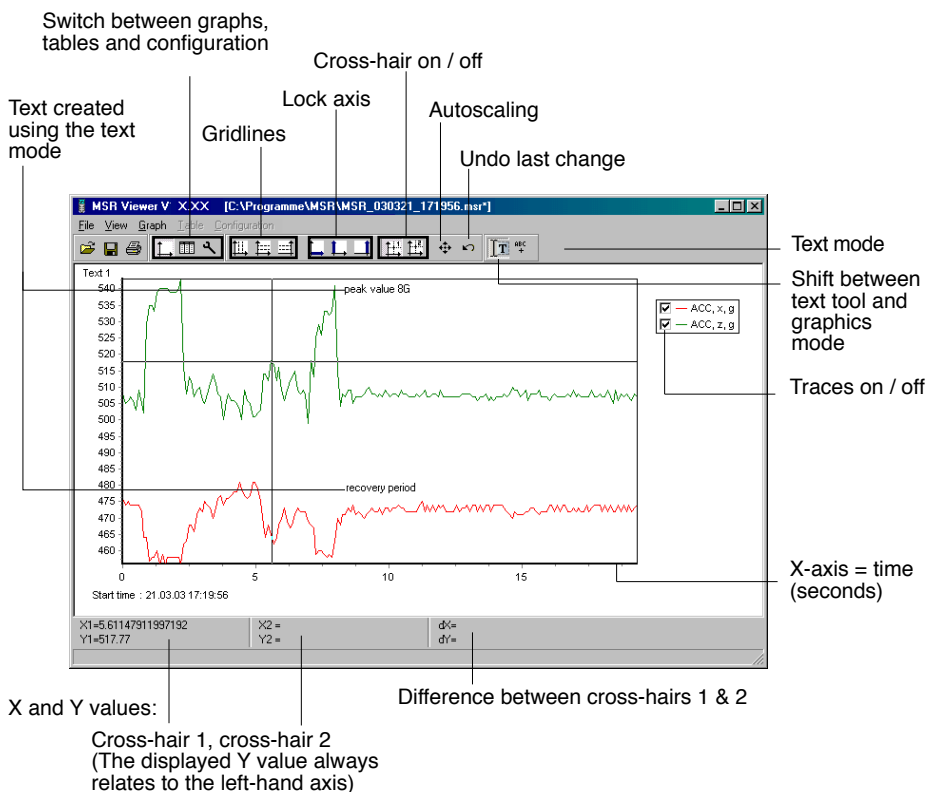 Switch between graphs,
tables and configuration
Cross-hair on / off
Text created
using the text
mode
Lock axis
Autoscaling
Gridlines
Undo last change
MSR Viewer V X.XX [C:\Programme\MSR\MSR_030321_171956.msr*]
File View Graph Table Configuration
T ABC
Text mode
Shift between
text tool and
graphics
mode
Traces on / off
Text 1
540
535
530
525
520
515
510
505
500
495
490
485
480
475
470
465
460
peak value 8G
recovery period
ACC, x, g
ACC, z, g
0 5 10 15
Start time : 21.03.03 17:19:56
X-axis = time
(seconds)
X1=5.61147911997192 X2 = dX=
Y1=517.77 Y2 = dY=
Difference between cross-hairs 1 & 2
X and Y values:
Cross-hair 1, cross-hair 2
(The displayed Y value always
relates to the left-hand axis)